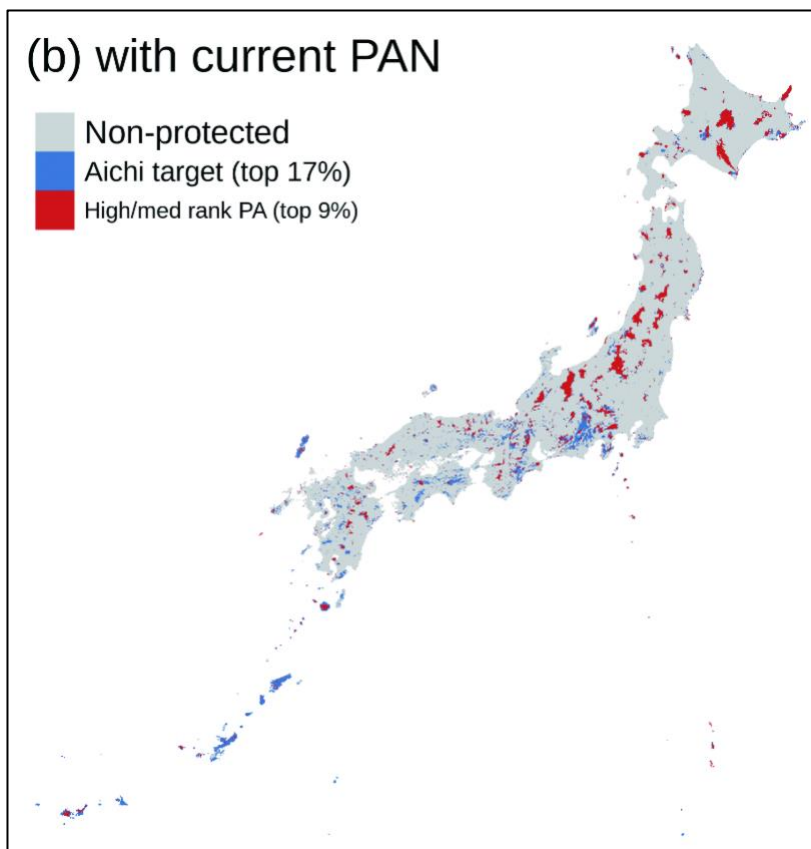 (b) with current PAN
Non-protected
Aichi target (top 17%)
High/med rank PA (top 9%)